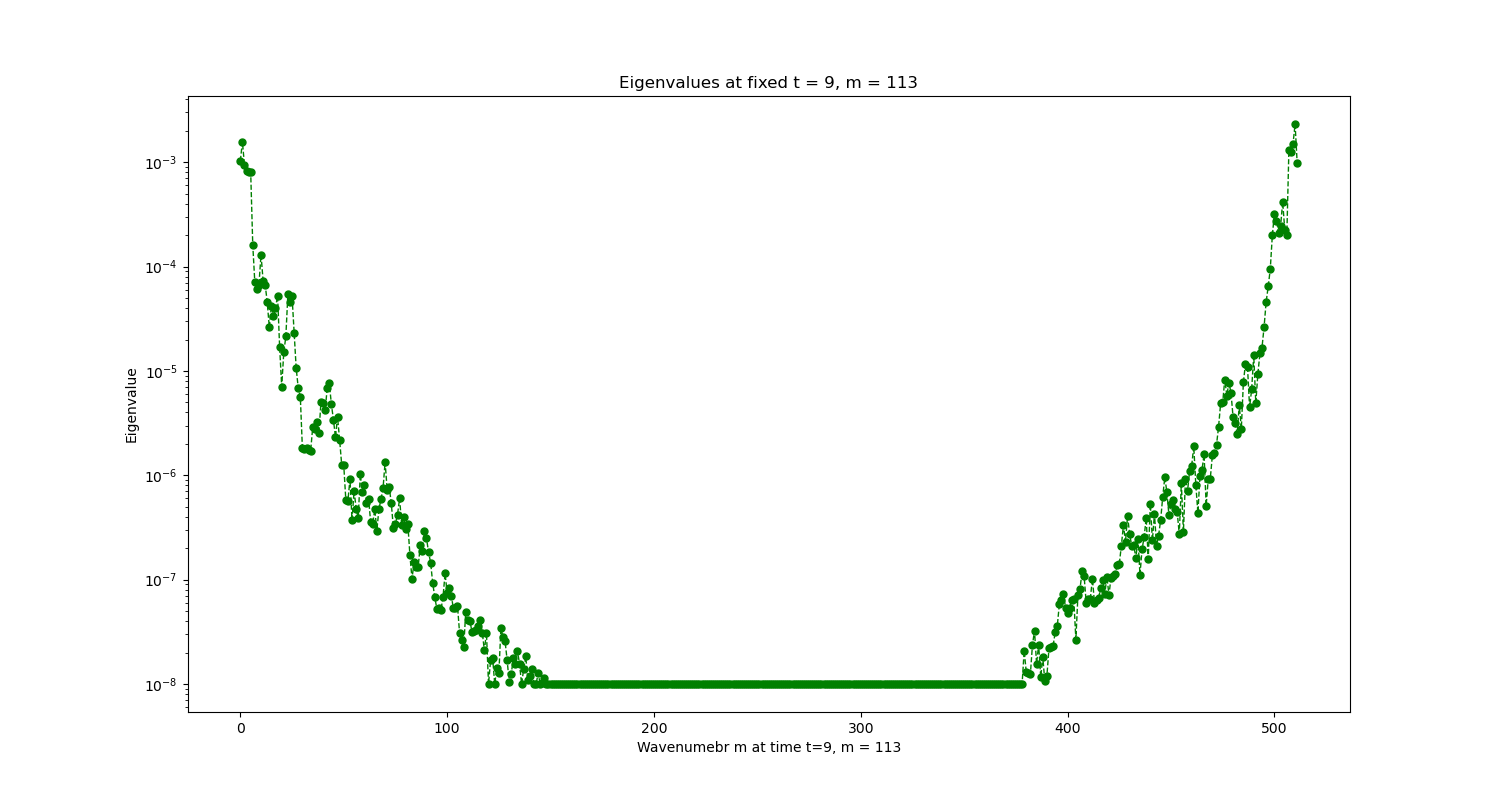 Eigenvalues at fixed t = 9, m = 113
10⁻³
10⁻⁴
10⁻⁵
10⁻⁶
10⁻⁷
10⁻⁸
Eigenvalue
0 100 200 300 400 500
Wavenumebr m at time t=9, m = 113